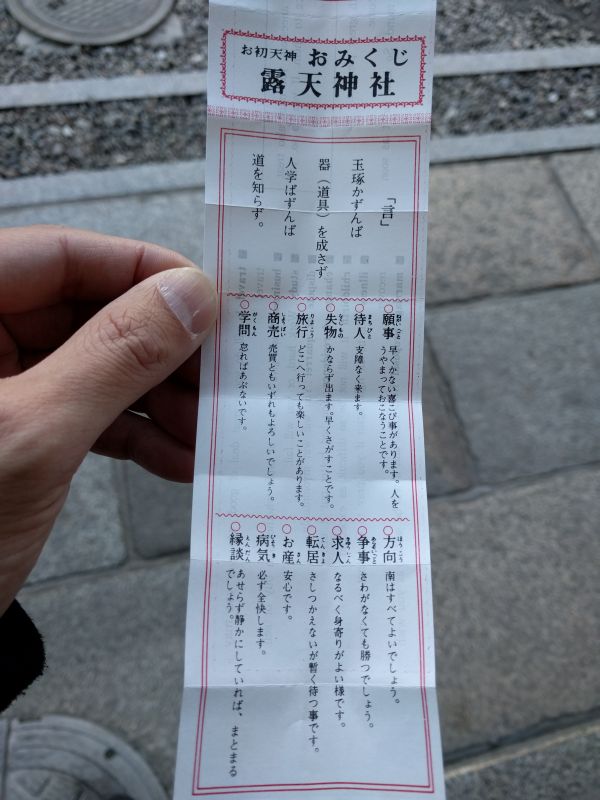 お初天神 おみくじ
露天神社
「言」
玉琢かずんば
器（道具）を成さず
人学ばずんば
道を知らず。
○願事 早くかない喜こび事があります。人を
うやまっておこなうことです。
○待人 支障なく来ます。
○失物 かならず出ます。早くさがすことです。
○旅行 どこへ行っても楽しいことがあります。
○商売 売買ともいずれもよろしいでしょう。
○学問 怠ればあぶないです。
○方向 南はすべてよいでしょう。
○争事 さわがなくても勝つでしょう。
○求人 なるべく身寄りがよい様です。
○転居 さしつかえないが暫く待つ事です。
○お産 安心です。
○病気 必ず全快します。
○縁談 あせらず静かにしていれば、まとまる
でしょう。